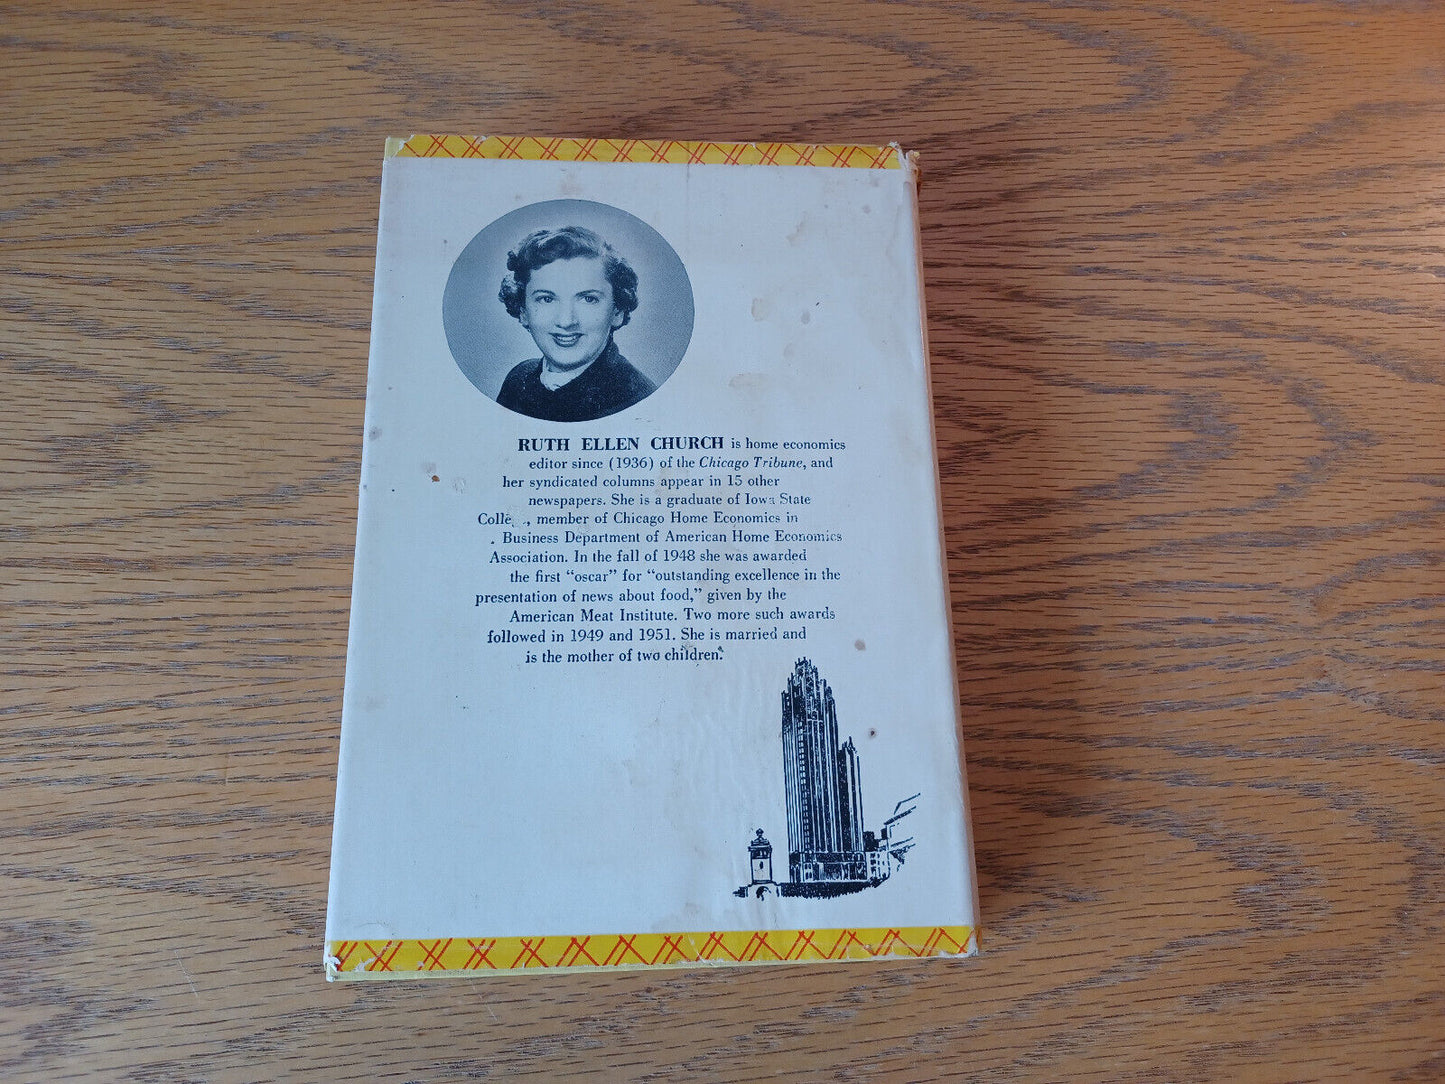 RUTH ELLEN CHURCH is home economics
editor since (1936) of the Chicago Tribune, and
her syndicated columns appear in 15 other
newspapers. She is a graduate of Iowa State
member of Chicago Home Economics in
Business Department of American Home Economics
Association. In the fall of 1948 she was awarded
the first “oscar” for “outstanding excellence in the
presentation of news about food,” given by the
American Meat Institute. Two more such awards
followed in 1949 and 1951. She is married and
is the mother of two children.